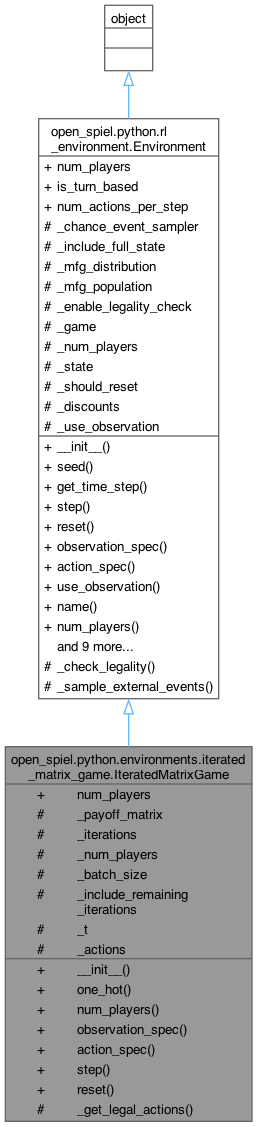 object
open_spiel.python.rl
_environment.Environment
+ num_players
+ is_turn_based
+ num_actions_per_step
# _chance_event_sampler
# _include_full_state
# _mfg_distribution
# _mfg_population
# _enable_legality_check
# _game
# _num_players
# _state
# _should_reset
# _discounts
# _use_observation
+ __init__()
+ seed()
+ get_time_step()
+ step()
+ reset()
+ observation_spec()
+ action_spec()
+ use_observation()
+ name()
+ num_players()
and 9 more...
# _check_legality()
# _sample_external_events()
open_spiel.python.environments.iterated
_matrix_game.IteratedMatrixGame
+ num_players
# _payoff_matrix
# _iterations
# _num_players
# _batch_size
# _include_remaining
_iterations
# _t
# _actions
+ __init__()
+ one_hot()
+ num_players()
+ observation_spec()
+ action_spec()
+ step()
+ reset()
# _get_legal_actions()